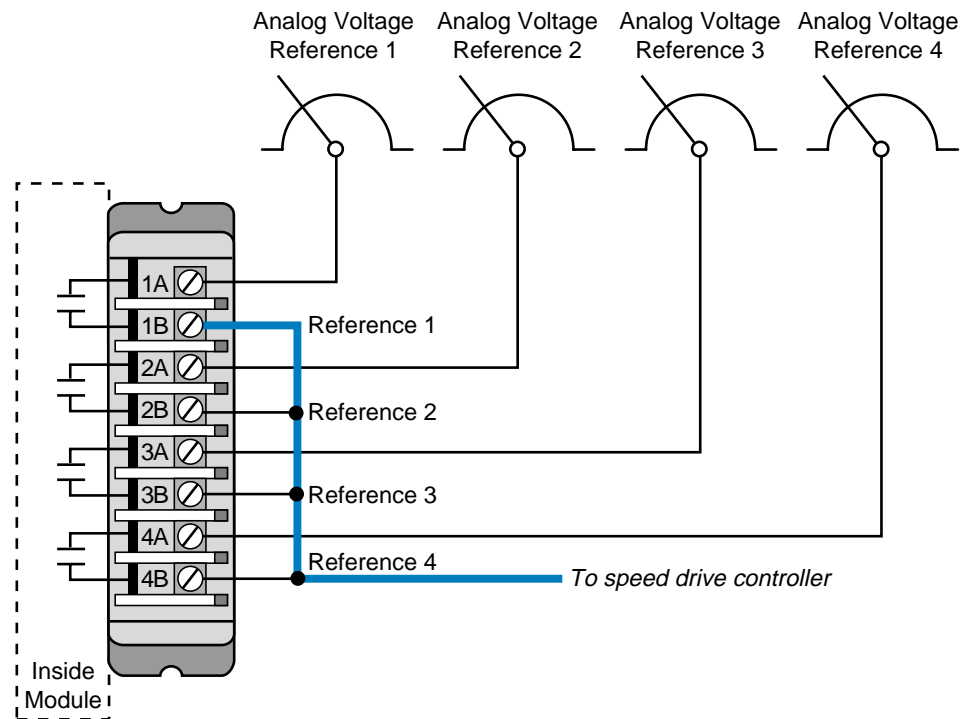 Analog Voltage
Reference 1
Analog Voltage
Reference 2
Analog Voltage
Reference 3
Analog Voltage
Reference 4
1A
1B
Reference 1
2A
2B
Reference 2
3A
3B
Reference 3
4A
Reference 4
4B
To speed drive controller
Inside
Module